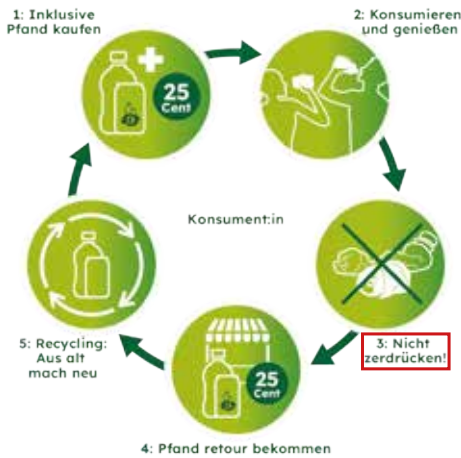 1: Inklusive
Pfand kaufen
2: Konsumieren
und genießen
25
Cent
Konsument:in
3: Nicht
zerdrücken!
5: Recycling:
Aus alt
mach neu
25
Cent
4: Pfand retour bekommen